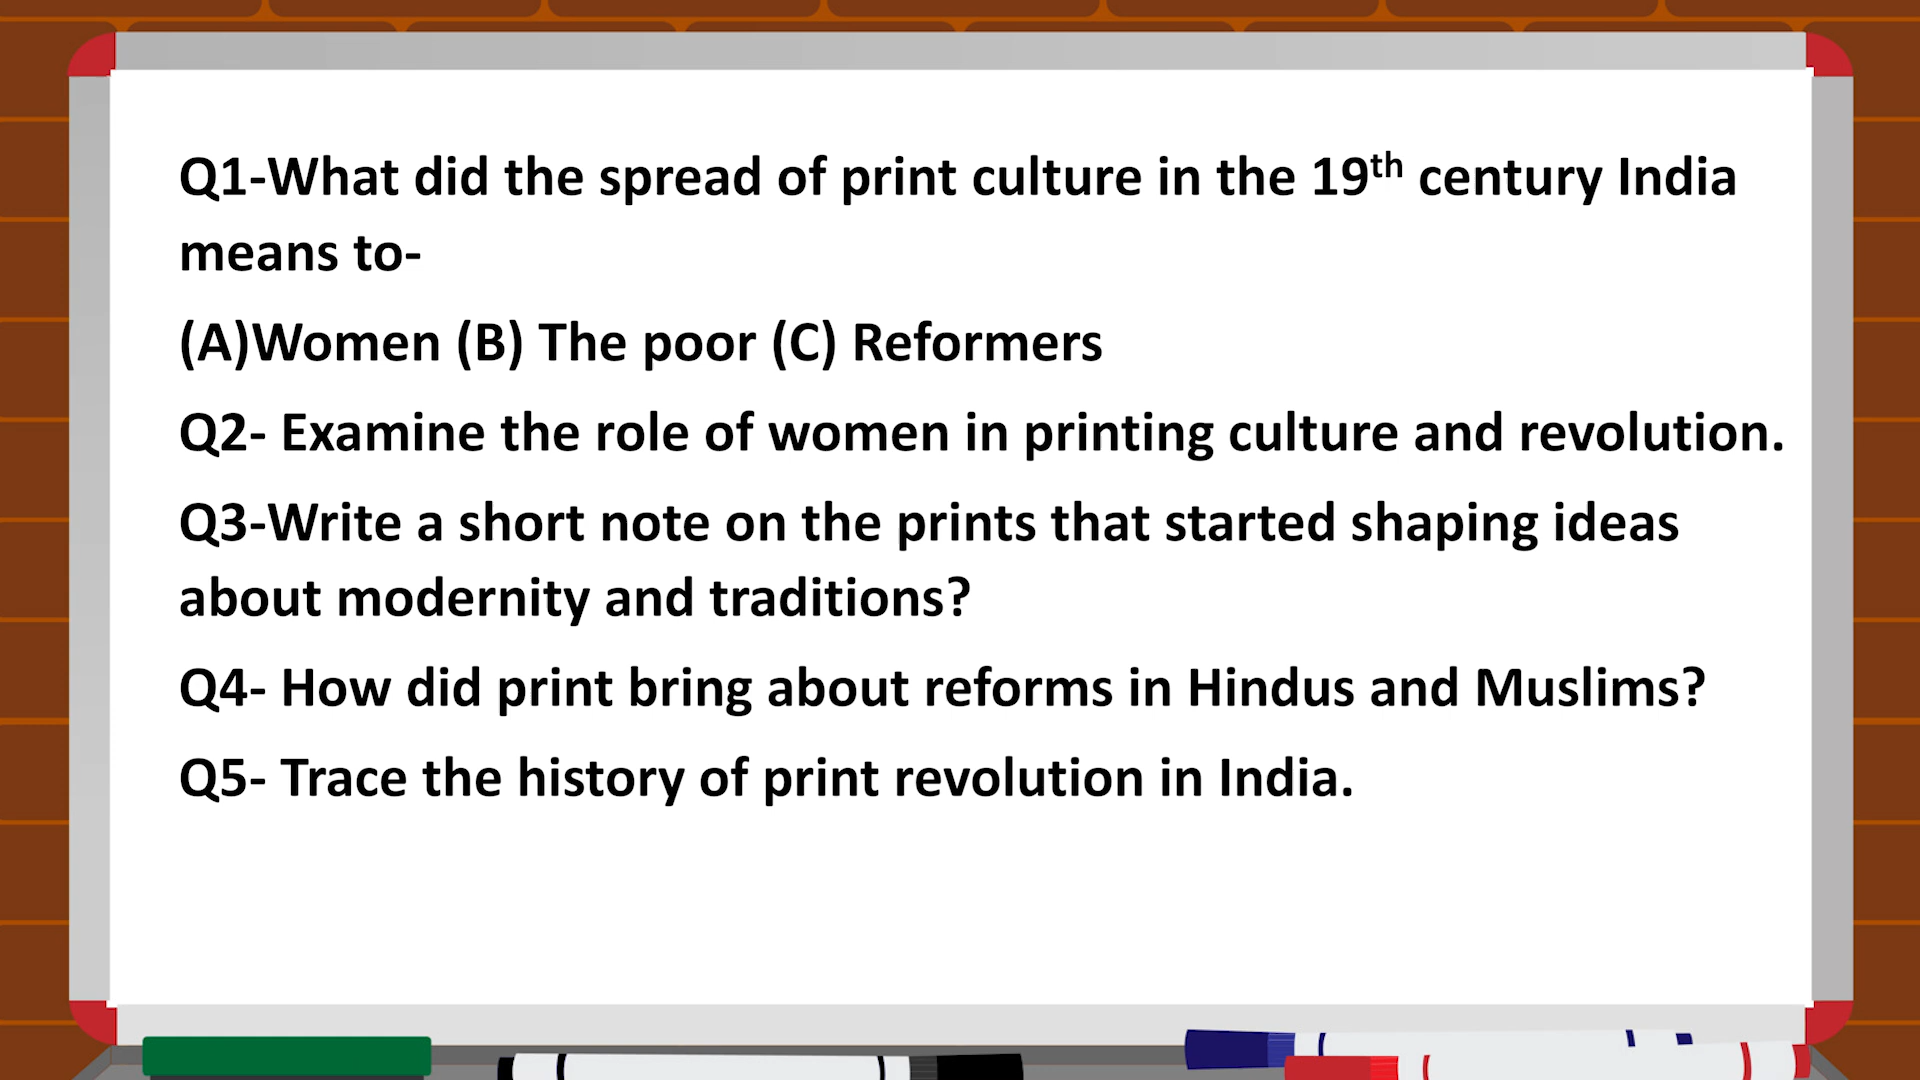 Q1-What did the spread of print culture in the 19th century India
means to-
(A)Women (B) The poor (C) Reformers
Q2- Examine the role of women in printing culture and revolution.
Q3-Write a short note on the prints that started shaping ideas
about modernity and traditions?
Q4- How did print bring about reforms in Hindus and Muslims?
Q5- Trace the history of print revolution in India.